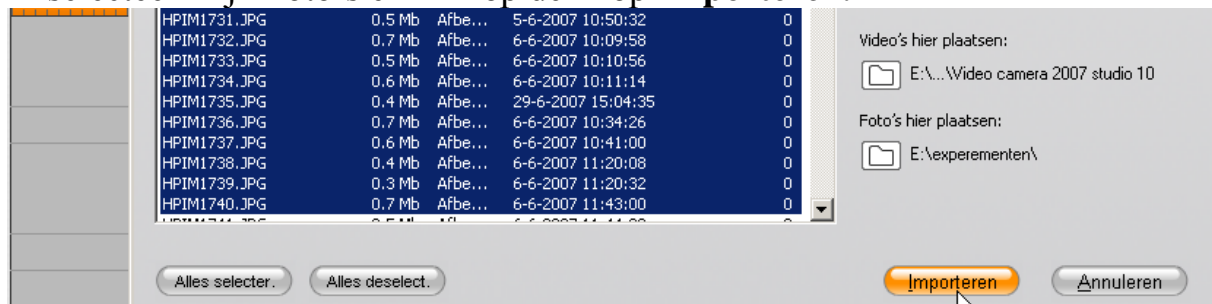 HPIM1731.JPG 0.5 Mb Afbe... 5-6-2007 10:50:32 0
HPIM1732.JPG 0.7 Mb Afbe... 6-6-2007 10:09:58 0
HPIM1733.JPG 0.5 Mb Afbe... 6-6-2007 10:10:56 0
HPIM1734.JPG 0.6 Mb Afbe... 6-6-2007 10:11:14 0
HPIM1735.JPG 0.4 Mb Afbe... 29-6-2007 15:04:35 0
HPIM1736.JPG 0.7 Mb Afbe... 6-6-2007 10:34:26 0
HPIM1737.JPG 0.6 Mb Afbe... 6-6-2007 10:41:00 0
HPIM1738.JPG 0.4 Mb Afbe... 6-6-2007 11:20:08 0
HPIM1739.JPG 0.3 Mb Afbe... 6-6-2007 11:20:32 0
HPIM1740.JPG 0.7 Mb Afbe... 6-6-2007 11:43:00 0
Video's hier plaatsen:
E:\...\Video camera 2007 studio 10
Foto's hier plaatsen:
E:\experementen\
Alles selecter. Alles deselect. Importeren Annuleren